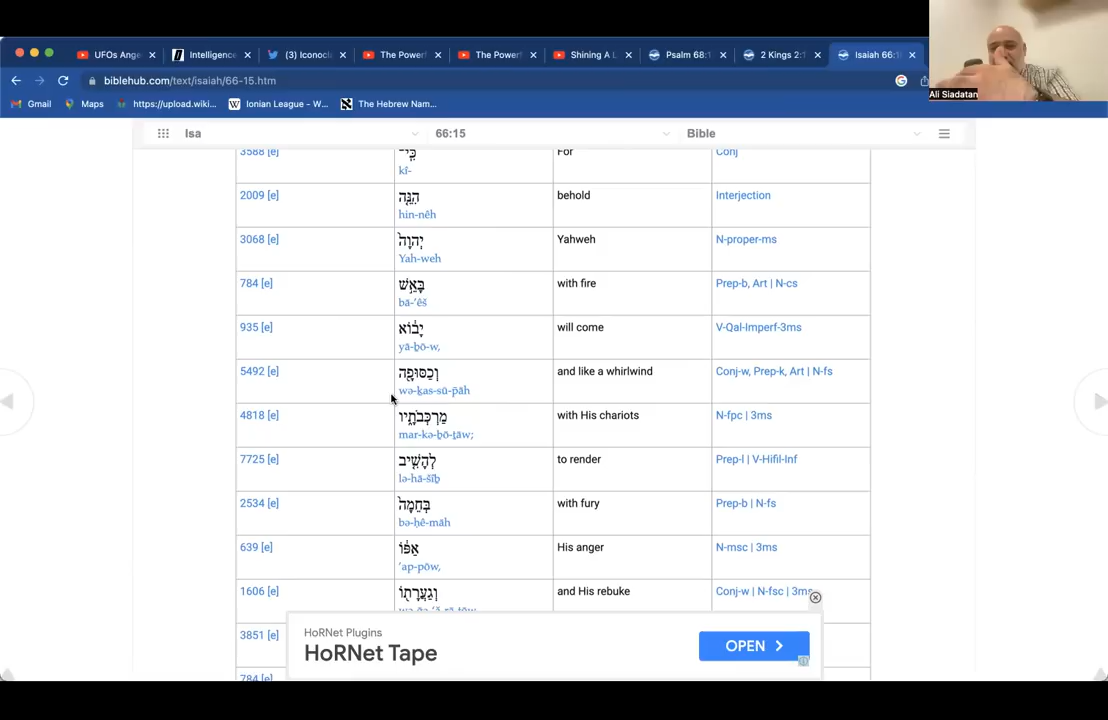 UFOs Ange
Intelligence
(3) Iconocl
The Powerf
The Powerf
Shining A L
Psalm 68:1
2 Kings 2:1
Isaiah 66:1
biblehub.com/text/isaiah/66-15.htm
Gmail
Maps
https://upload.wiki...
Ionian League - W...
The Hebrew Nam...
Ali Siadatan
Isa 66:15 Bible
3588 [e] כִּֽי־ For Conj
kî-
2009 [e] הִנֵּ֤ה behold Interjection
hin-nêh
3068 [e] יְהוָה֙ Yahweh N-proper-ms
Yah-weh
784 [e] בָּאֵ֣שׁ with fire Prep-b, Art | N-cs
bā-’êš
935 [e] יָב֔וֹא will come V-Qal-Imperf-3ms
yā-ḇō-w,
5492 [e] וְכַסּוּפָ֖ה and like a whirlwind Conj-w, Prep-k, Art | N-fs
wə-ḵas-sū-p̄āh
4818 [e] מַרְכְּבֹתָ֑יו with His chariots N-fpc | 3ms
mar-kə-ḇō-ṯāw;
7725 [e] לְהָשִׁ֤יב to render Prep-l | V-Hifil-Inf
lə-hā-šîḇ
2534 [e] בְּחֵמָה֙ with fury Prep-b | N-fs
bə-ḥê-māh
639 [e] אַפּ֔וֹ His anger N-msc | 3ms
’ap-pōw,
1606 [e] וְגַעֲרָת֖וֹ and His rebuke Conj-w | N-fsc | 3ms
3851 [e]
784 [e]
HoRNet Plugins
HoRNet Tape
OPEN